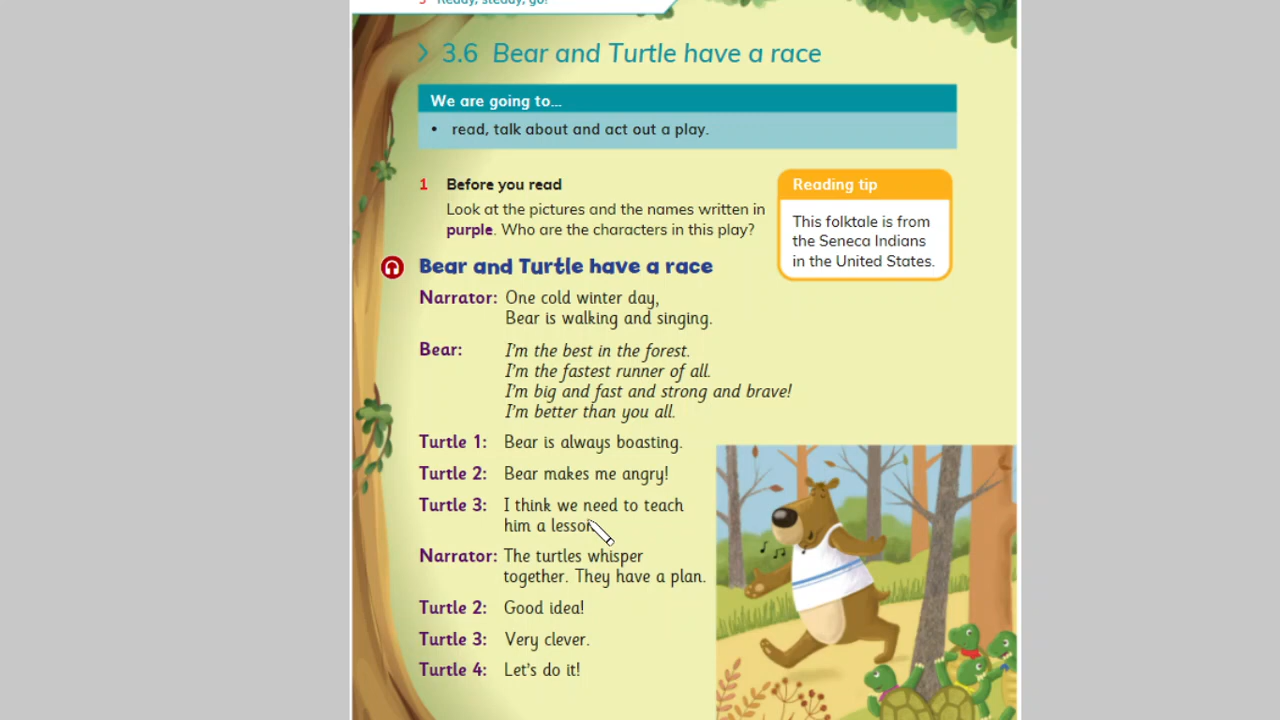 3 Ready, steady, go!
3.6 Bear and Turtle have a race
We are going to...
• read, talk about and act out a play.
1 Before you read
Look at the pictures and the names written in
purple. Who are the characters in this play?
Reading tip
This folktale is from
the Seneca Indians
in the United States.
Bear and Turtle have a race
Narrator: One cold winter day,
Bear is walking and singing.
Bear: I'm the best in the forest.
I'm the fastest runner of all.
I'm big and fast and strong and brave!
I'm better than you all.
Turtle 1: Bear is always boasting.
Turtle 2: Bear makes me angry!
Turtle 3: I think we need to teach
him a lesson.
Narrator: The turtles whisper
together. They have a plan.
Turtle 2: Good idea!
Turtle 3: Very clever.
Turtle 4: Let's do it!